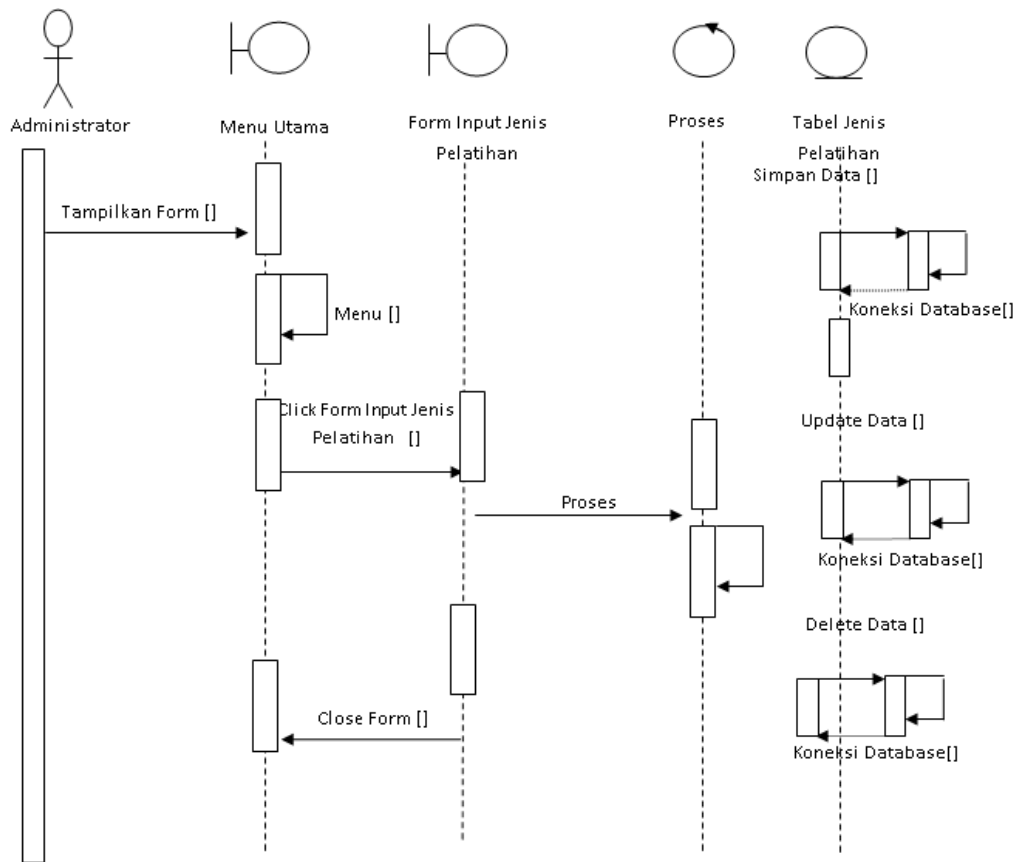 Administrator
Menu Utama
Form Input Jenis
Pelatihan
Proses
Tabel Jenis
Pelatihan
Simpan Data []
Tampilkan Form []
Koneksi Database[]
Menu []
Click Form Input Jenis
Pelatihan []
Update Data []
Proses
Koneksi Database[]
Delete Data []
Close Form []
Koneksi Database[]